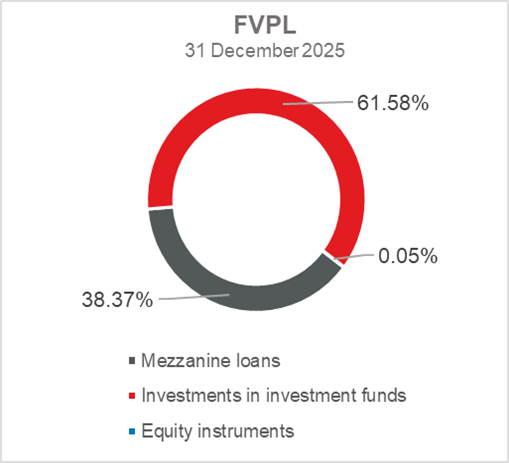 FVPL
31 December 2025
61.58%
0.05%
38.37%
Mezzanine loans
Investments in investment funds
Equity instruments